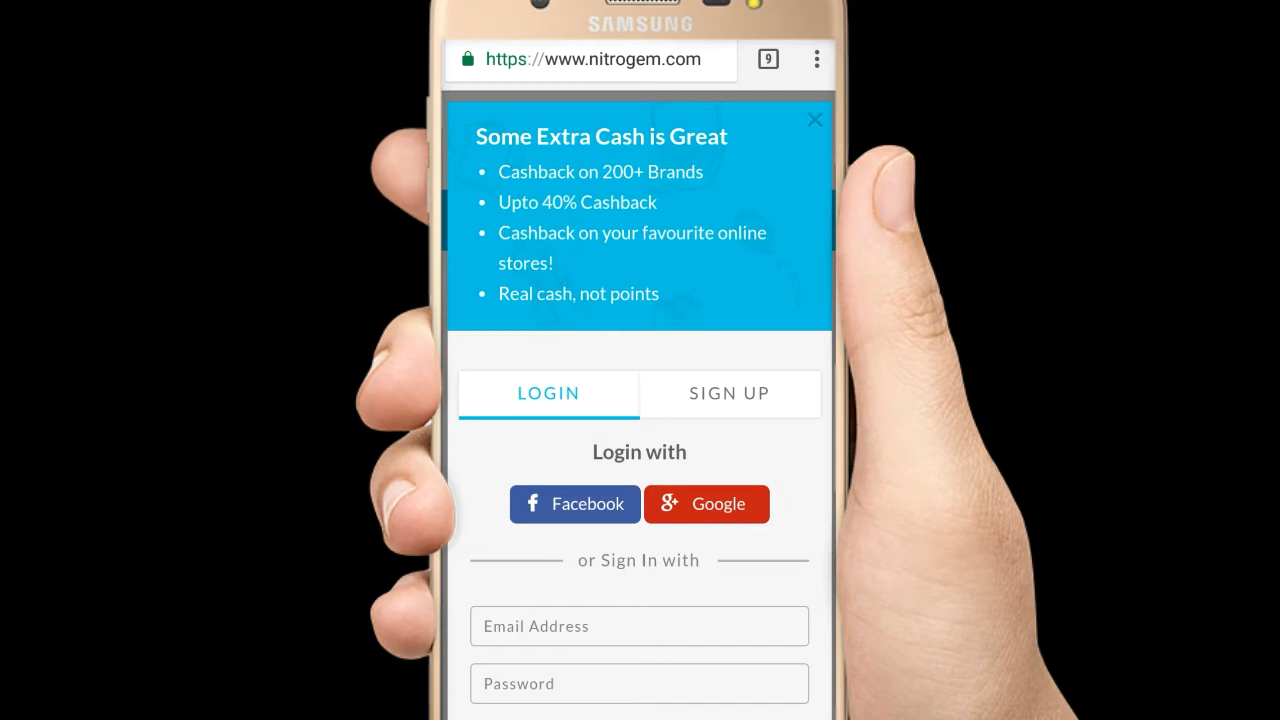 SAMSUNG
https://www.nitrogem.com
9
Some Extra Cash is Great
• Cashback on 200+ Brands
• Upto 40% Cashback
• Cashback on your favourite online
stores!
• Real cash, not points
LOGIN
SIGN UP
Login with
f Facebook
g+ Google
or Sign In with
Email Address
Password